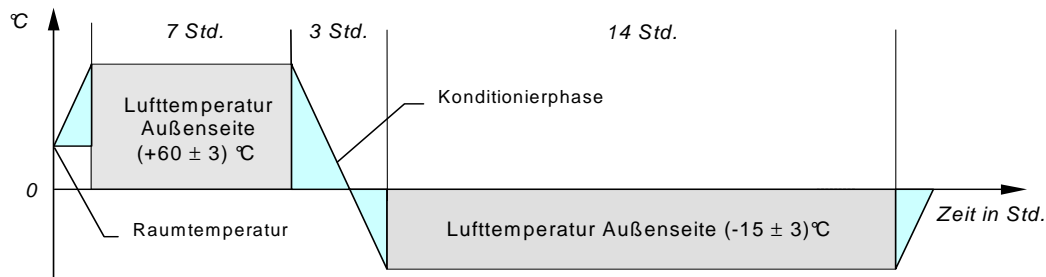 ℃
7 Std.
3 Std.
14 Std.
Lufttemperatur
Außenseite
(+60 ± 3) ℃
Konditionierphase
0
Raumtemperatur
Lufttemperatur Außenseite (-15 ± 3)℃
Zeit in Std.